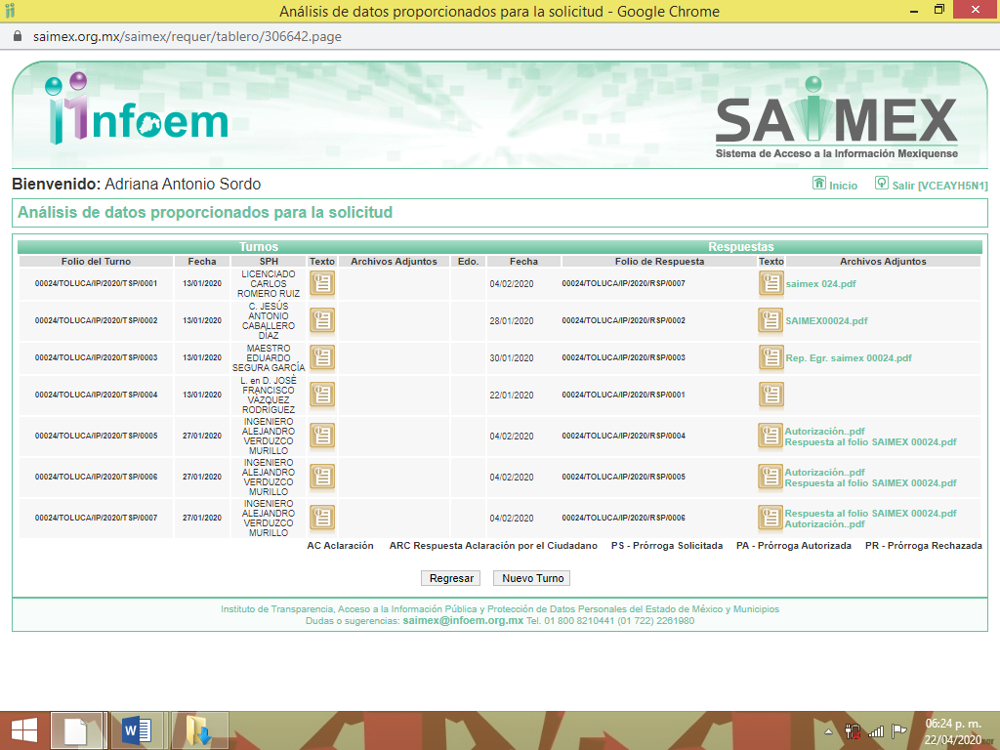 Análisis de datos proporcionados para la solicitud - Google Chrome
saimex.org.mx/saimex/requer/tablero/306642.page
infoem
SAIMEX
Sistema de Acceso a la Información Mexiquense
Bienvenido: Adriana Antonio Sordo
Inicio Salir [VCEAYH5N1]
Análisis de datos proporcionados para la solicitud
Turnos Respuestas
Folio del Turno Fecha SPH Texto Archivos Adjuntos Edo. Fecha Folio de Respuesta Texto Archivos Adjuntos
00024/TOLUCA/IP/2020/TSP/0001 13/01/2020 LICENCIADO
CARLOS
ROMERO RUIZ
04/02/2020 00024/TOLUCA/IP/2020/RSP/0007 saimex 024.pdf
00024/TOLUCA/IP/2020/TSP/0002 13/01/2020 C. JESÚS
ANTONIO
CABALLERO
DÍAZ
28/01/2020 00024/TOLUCA/IP/2020/RSP/0002 SAIMEX00024.pdf
00024/TOLUCA/IP/2020/TSP/0003 13/01/2020 MAESTRO
EDUARDO
SEGURA GARCÍA
30/01/2020 00024/TOLUCA/IP/2020/RSP/0003 Rep. Egr. saimex 00024.pdf
00024/TOLUCA/IP/2020/TSP/0004 13/01/2020 L. en D. JOSÈ
FRANCISCO
VÁZQUEZ
RODRÍGUEZ
22/01/2020 00024/TOLUCA/IP/2020/RSP/0001
00024/TOLUCA/IP/2020/TSP/0005 27/01/2020 INGENIERO
ALEJANDRO
VERDUZCO
MURILLO
04/02/2020 00024/TOLUCA/IP/2020/RSP/0004 Autorización..pdf
Respuesta al folio SAIMEX 00024.pdf
00024/TOLUCA/IP/2020/TSP/0006 27/01/2020 INGENIERO
ALEJANDRO
VERDUZCO
MURILLO
04/02/2020 00024/TOLUCA/IP/2020/RSP/0005 Autorización..pdf
Respuesta al folio SAIMEX 00024.pdf
00024/TOLUCA/IP/2020/TSP/0007 27/01/2020 INGENIERO
ALEJANDRO
VERDUZCO
MURILLO
04/02/2020 00024/TOLUCA/IP/2020/RSP/0006 Respuesta al folio SAIMEX 00024.pdf
Autorización..pdf
AC Aclaración ARC Respuesta Aclaración por el Ciudadano PS - Prórroga Solicitada PA - Prórroga Autorizada PR - Prórroga Rechazada
Regresar Nuevo Turno
Instituto de Transparencia, Acceso a la Información Pública y Protección de Datos Personales del Estado de México y Municipios
Dudas o sugerencias: saimex@infoem.org.mx Tel. 01 800 8210441 (01 722) 2261980
06:24 p. m.
22/04/2020